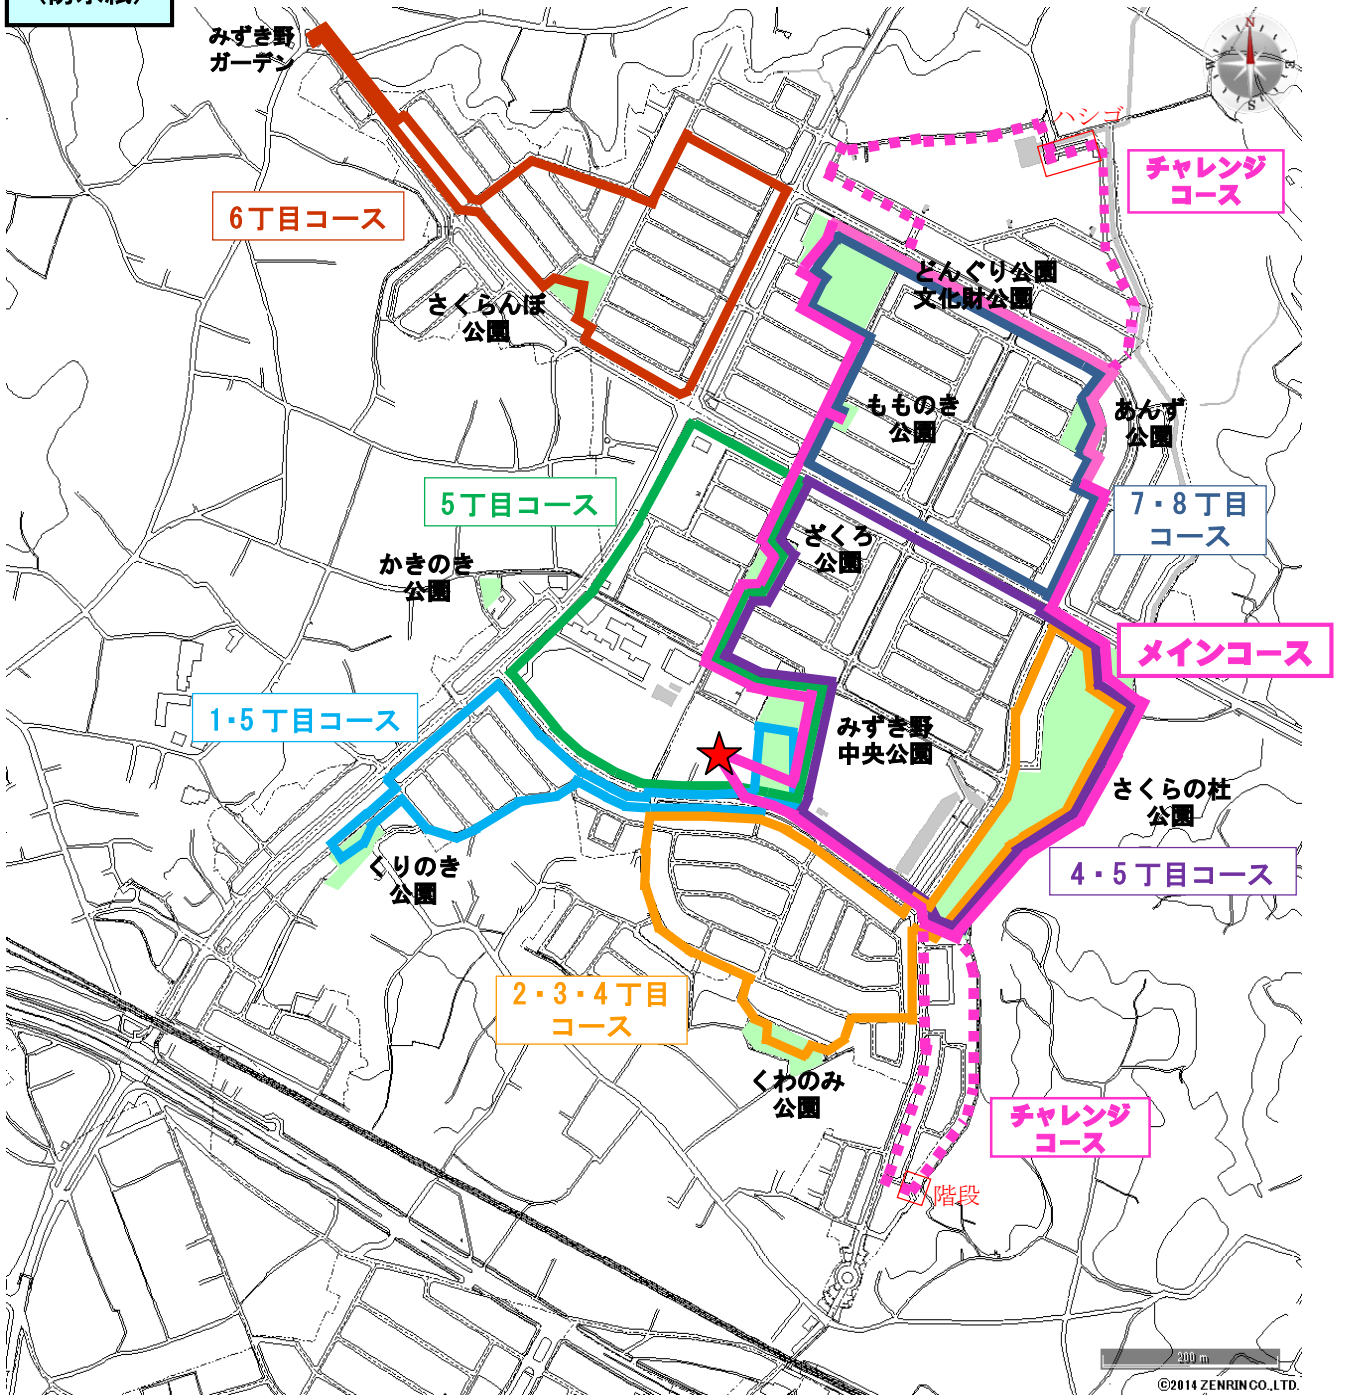 みずき野
ガーデン
N
E
S
W
ハシゴ
チャレンジ
コース
6丁目コース
どんぐり公園
文化財公園
さくらんぼ
公園
もものき
公園
あんず
公園
5丁目コース
7・8丁目
コース
ざくろ
公園
かきのき
公園
メインコース
1・5丁目コース
みずき野
中央公園
さくらの杜
公園
くりのき
公園
4・5丁目コース
2・3・4丁目
コース
くわのみ
公園
チャレンジ
コース
階段
200 m
©2014 ZENRIN CO.,LTD.